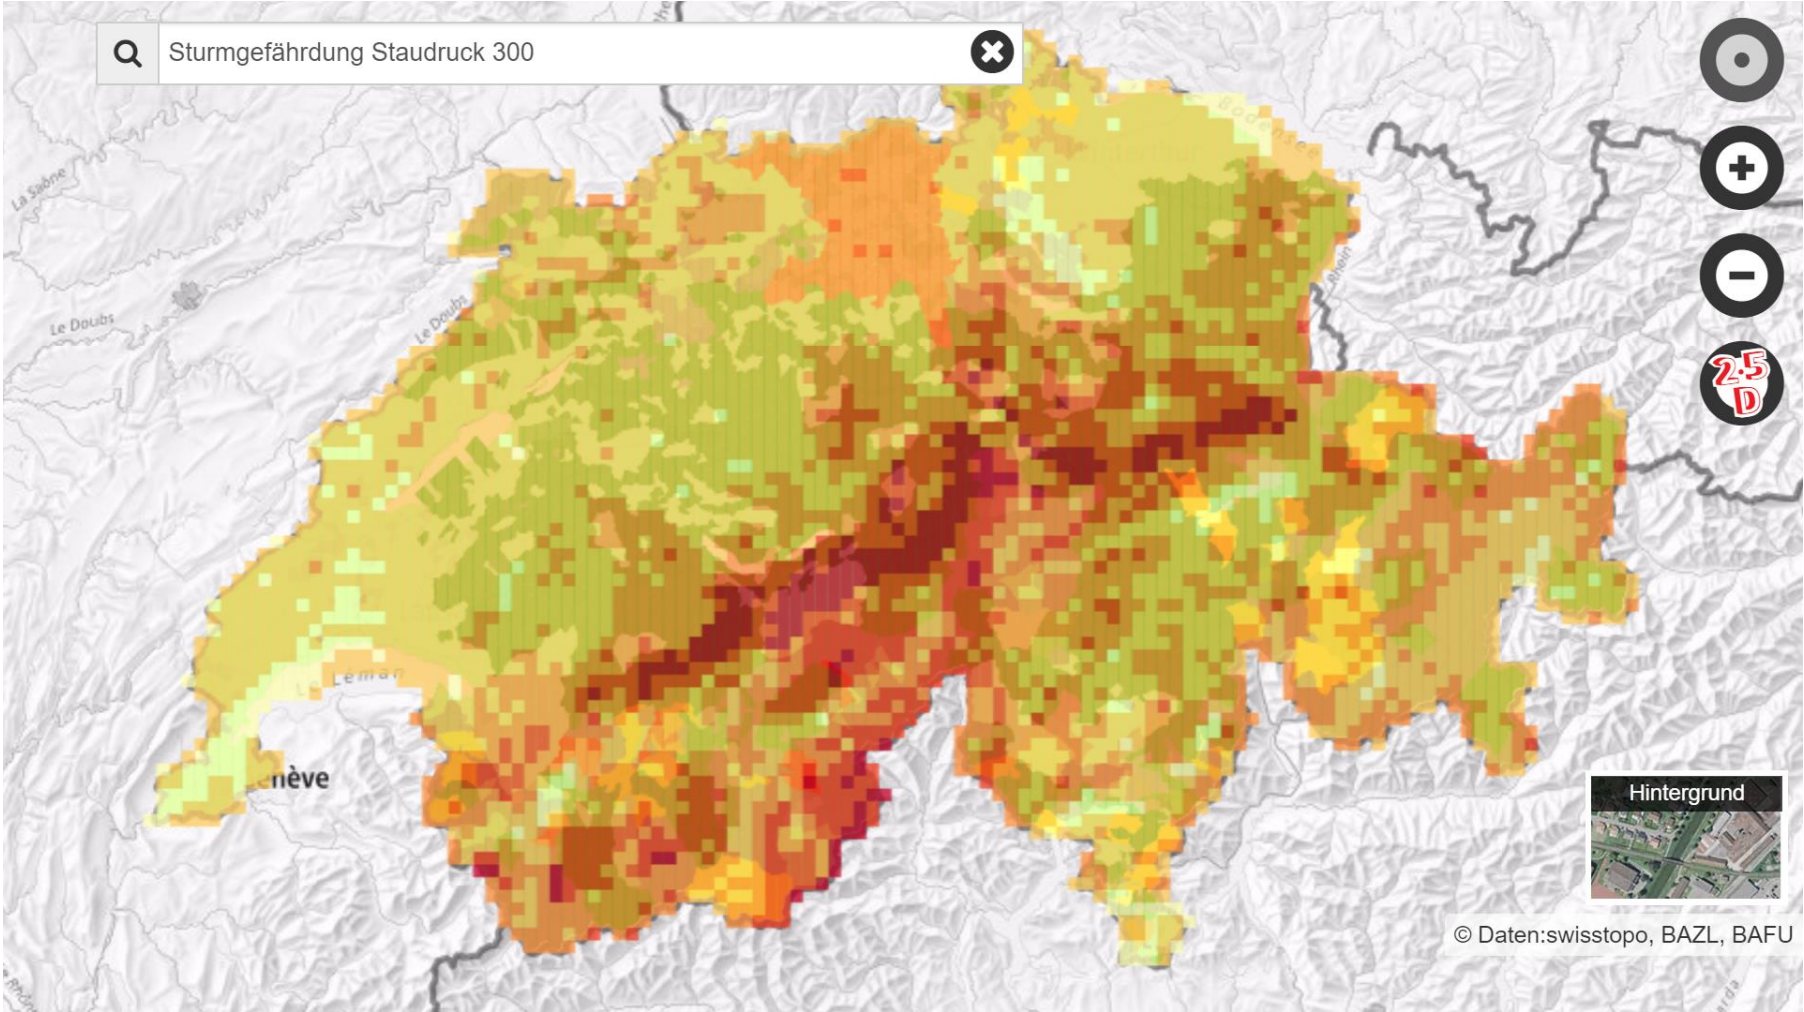 Sturmgefährdung Staudruck 300
Bodensee
La Saône
Rhein
Le Doubs
Le Doubs
2.5
D
Le Léman
nève
Hintergrund
© Daten:swisstopo, BAZL, BAFU